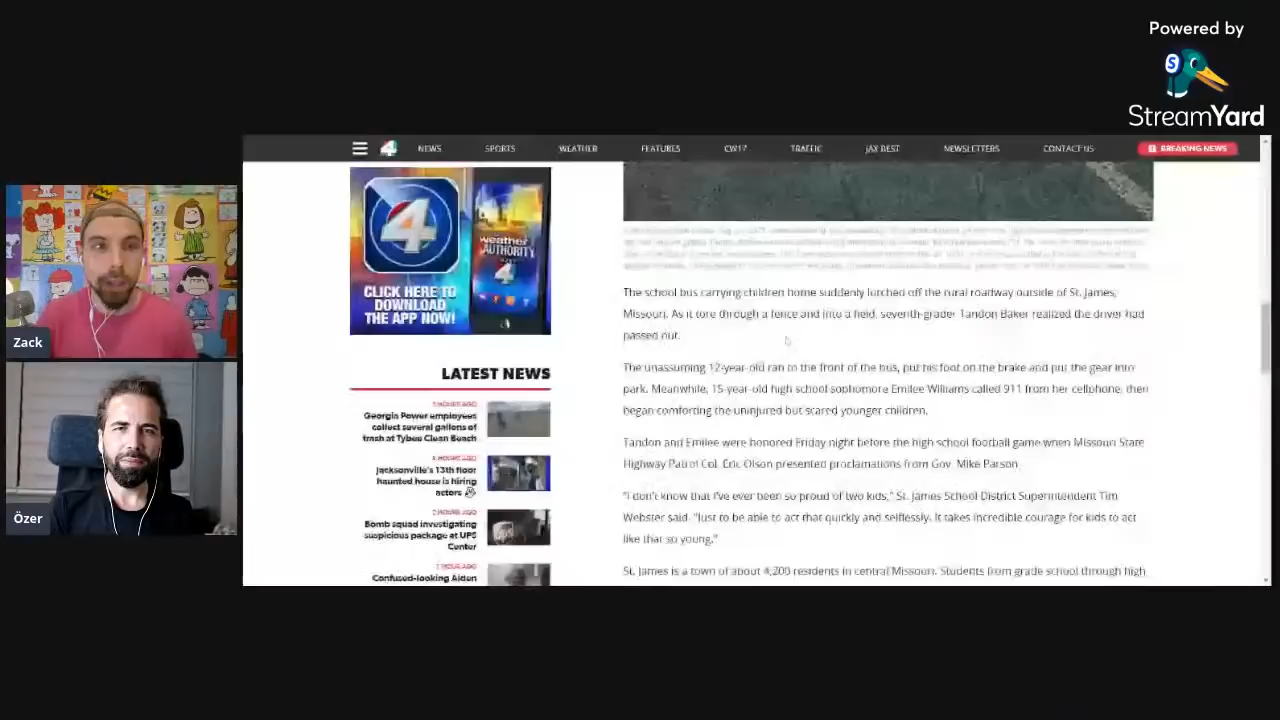 Powered by
StreamYard
NEWS SPORTS WEATHER FEATURES CW17 TRAFFIC JAX BEST NEWSLETTERS CONTACT US BREAKING NEWS
4
weather
AUTHORITY
4
CLICK HERE TO
DOWNLOAD
THE APP NOW!
LATEST NEWS
Georgia Power employees
collect several gallons of
trash at Tybee Clean Beach
Jacksonville's 13th floor
haunted house is hiring
actors
Bomb squad investigating
suspicious package at UPS
Center
1 HOUR AGO
Confused-looking Aiden
The school bus carrying children home suddenly lurched off the rural roadway outside of St. James,
Missouri. As it tore through a fence and into a field, seventh-grader Tandon Baker realized the driver had
passed out.
The unassuming 12-year-old ran to the front of the bus, put his foot on the brake and put the gear into
park. Meanwhile, 15-year-old high school sophomore Emilee Williams called 911 from her cellphone, then
began comforting the uninjured but scared younger children.
Tandon and Emilee were honored Friday night before the high school football game when Missouri State
Highway Patrol Col. Eric Olson presented proclamations from Gov. Mike Parson.
"I don't know that I've ever been so proud of two kids," St. James School District Superintendent Tim
Webster said. "Just to be able to act that quickly and selflessly. It takes incredible courage for kids to act
like that so young."
St. James is a town of about 4,200 residents in central Missouri. Students from grade school through high
Zack
Özer